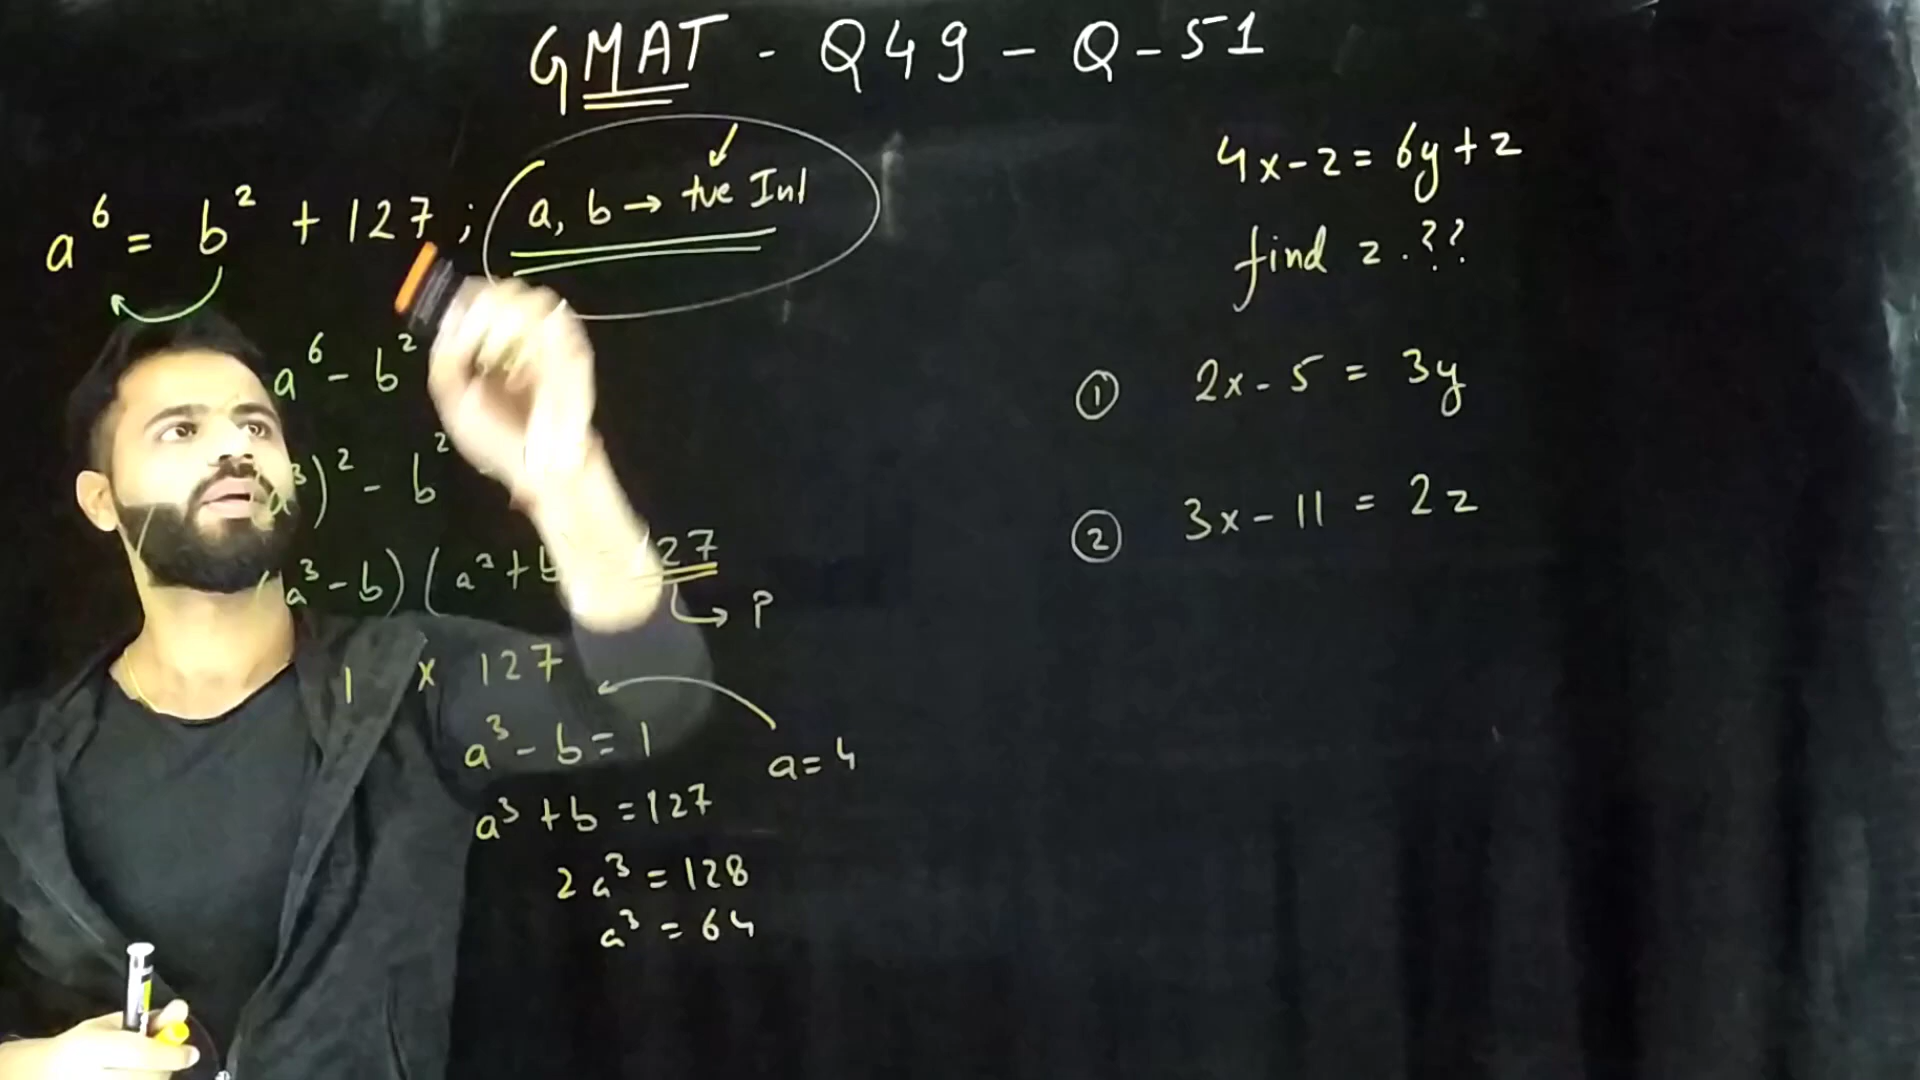 GMAT - Q49 - Q-51
a⁶ = b² + 127 ; a, b → +ve Int
a⁶ - b²
³)² - b²
(a³ - b) (a³ + b) = 127
→ P
1 x 127
a³ - b = 1
a = 4
a³ + b = 127
2a³ = 128
a³ = 64
4x - z = 6y + z
find z.??
① 2x - 5 = 3y
② 3x - 11 = 2z